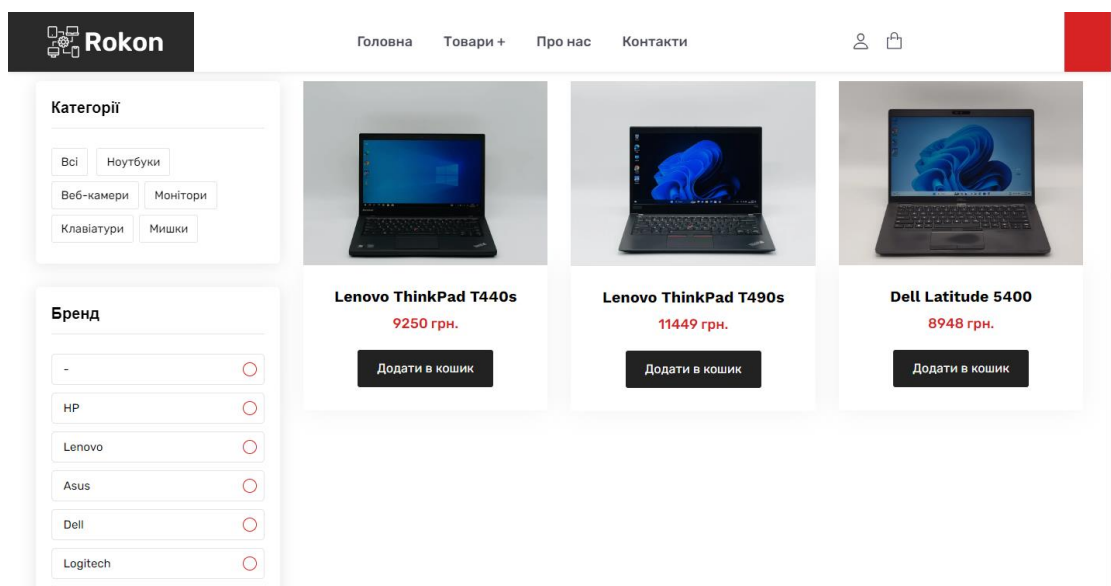 Rokon
Головна Товари + Про нас Контакти
Категорії
Всі Ноутбуки
Веб-камери Монітори
Клавіатури Мишки
Бренд
-
HP
Lenovo
Asus
Dell
Logitech
Lenovo ThinkPad T440s
9250 грн.
Додати в кошик
Lenovo ThinkPad T490s
11449 грн.
Додати в кошик
Dell Latitude 5400
8948 грн.
Додати в кошик